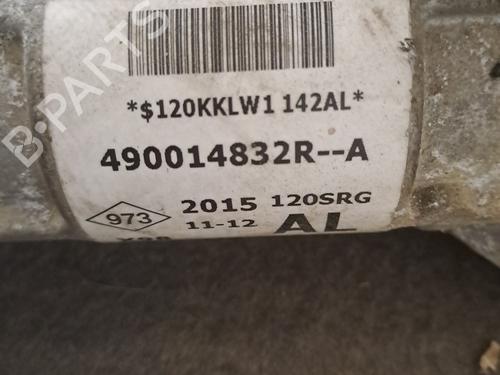 *$120KKLW1 142AL*
490014832R--A
973 2015 120SRG
11-12 AL
B-PARTS